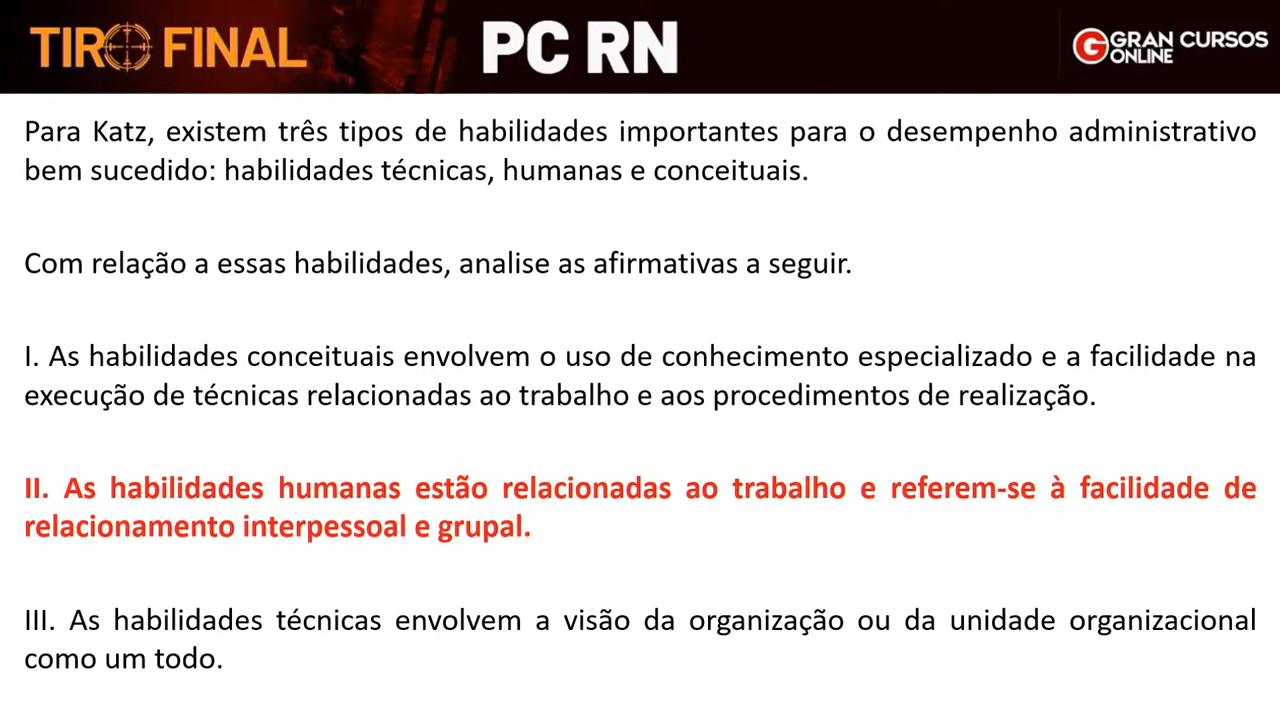 TIRO FINAL
PC RN
GRAN CURSOS
ONLINE
Para Katz, existem três tipos de habilidades importantes para o desempenho administrativo
bem sucedido: habilidades técnicas, humanas e conceituais.
Com relação a essas habilidades, analise as afirmativas a seguir.
I. As habilidades conceituais envolvem o uso de conhecimento especializado e a facilidade na
execução de técnicas relacionadas ao trabalho e aos procedimentos de realização.
II. As habilidades humanas estão relacionadas ao trabalho e referem-se à facilidade de
relacionamento interpessoal e grupal.
III. As habilidades técnicas envolvem a visão da organização ou da unidade organizacional
como um todo.